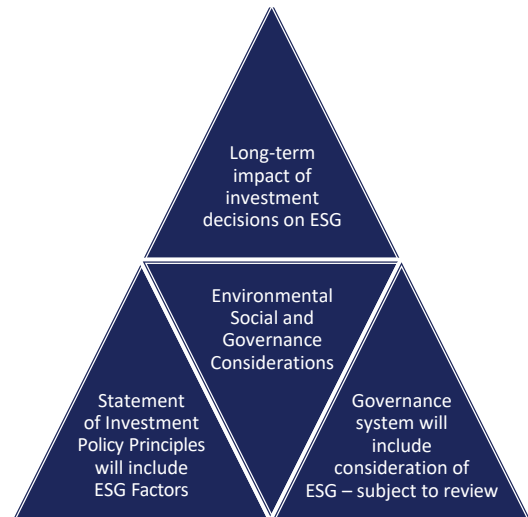 Long-term
impact of
investment
decisions on ESG
Environmental
Social and
Governance
Considerations
Statement
of Investment
Policy Principles
will include
ESG Factors
Governance
system will
include
consideration of
ESG – subject to review